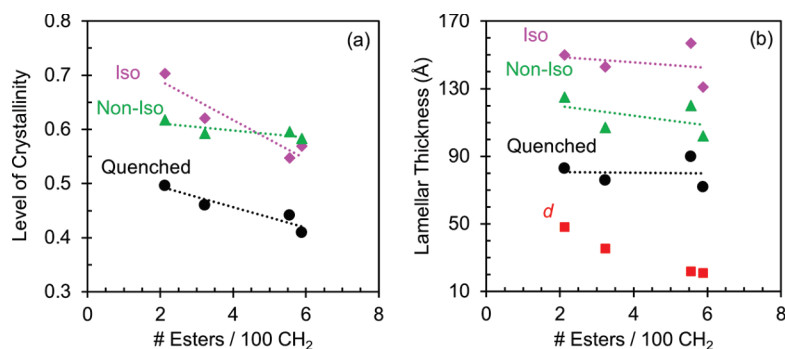 (a)
Level of Crystallinity
0.8
0.7
0.6
0.5
0.4
0.3
Iso
Non-Iso
Quenched
0 2 4 6 8
# Esters / 100 CH₂
(b)
Lamellar Thickness (Å)
170
130
90
50
10
Iso
Non-Iso
Quenched
d
0 2 4 6 8
# Esters / 100 CH₂